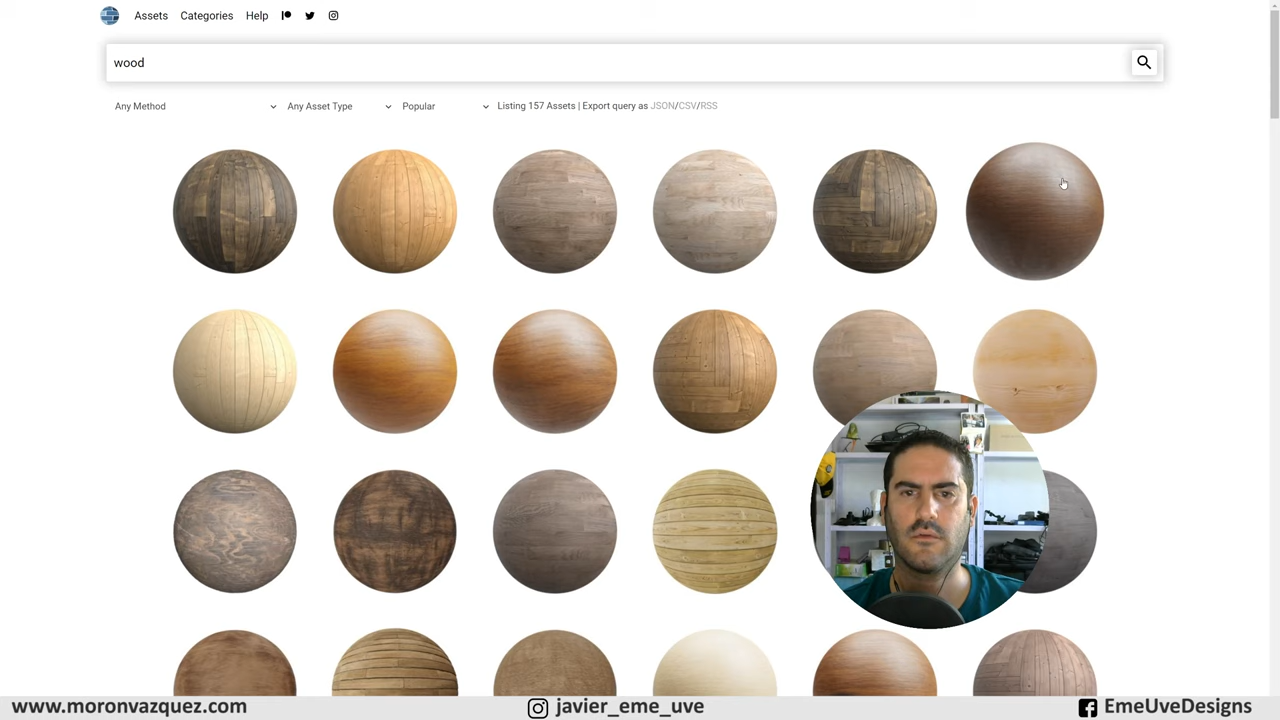 Assets Categories Help
wood
Any Method Any Asset Type Popular Listing 157 Assets | Export query as JSON/CSV/RSS
www.moronvazquez.com javier_eme_uve EmeUveDesigns